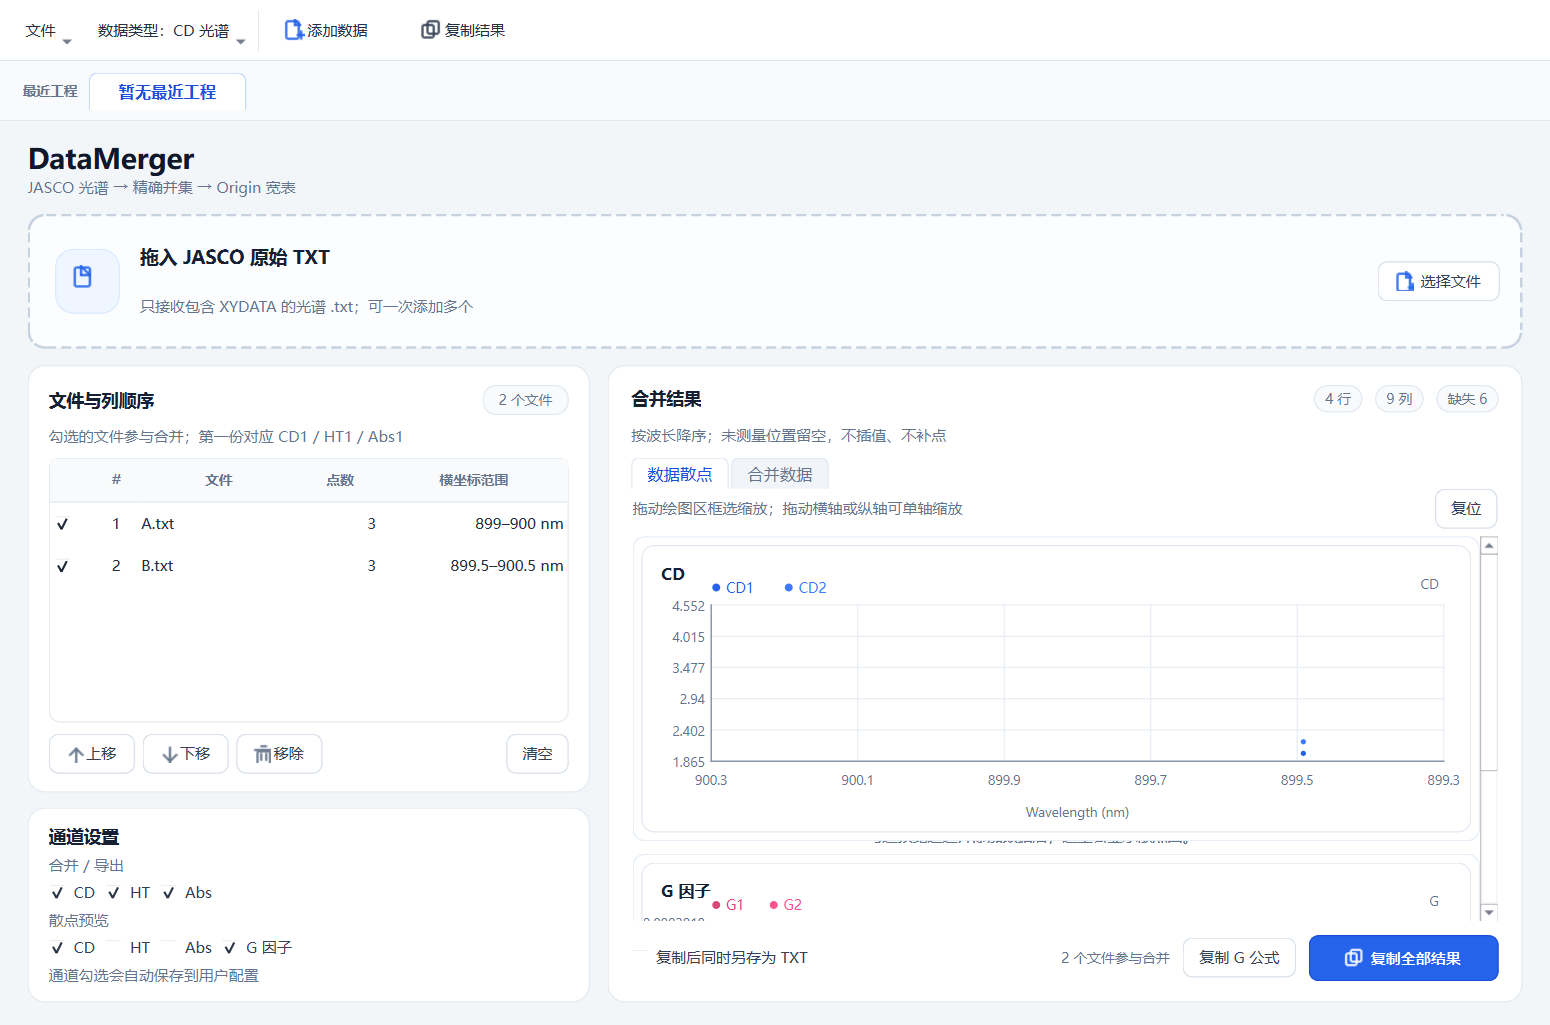 文件
数据类型：CD 光谱
添加数据
复制结果
最近工程
暂无最近工程
DataMerger
JASCO 光谱 → 精确并集 → Origin 宽表
拖入 JASCO 原始 TXT
只接收包含 XYDATA 的光谱 .txt；可一次添加多个
选择文件
文件与列顺序
2 个文件
勾选的文件参与合并；第一份对应 CD1 / HT1 / Abs1
# 文件 点数 横坐标范围
1 A.txt 3 899–900 nm
2 B.txt 3 899.5–900.5 nm
上移
下移
移除
清空
通道设置
合并 / 导出
CD HT Abs
散点预览
CD HT Abs G 因子
通道勾选会自动保存到用户配置
合并结果
4 行
9 列
缺失 6
按波长降序；未测量位置留空，不插值、不补点
数据散点
合并数据
拖动绘图区框选缩放；拖动横轴或纵轴可单轴缩放
复位
CD
CD1
CD2
CD
4.552
4.015
3.477
2.94
2.402
1.865
900.3 900.1 899.9 899.7 899.5 899.3
Wavelength (nm)
G 因子
G1
G2
G
复制后同时另存为 TXT
2 个文件参与合并
复制 G 公式
复制全部结果